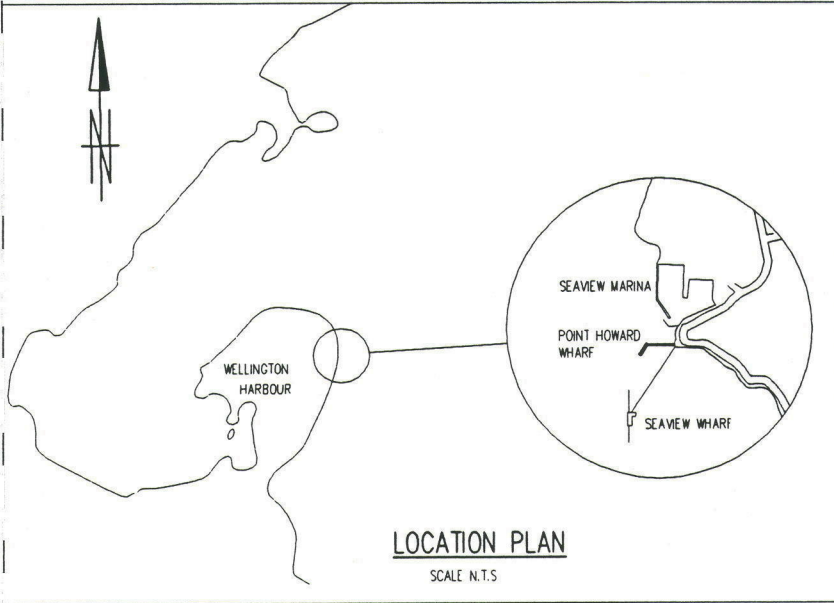 N
SEAVIEW MARINA
POINT HOWARD
WHARF
WELLINGTON
HARBOUR
SEAVIEW WHARF
LOCATION PLAN
SCALE N.T.S